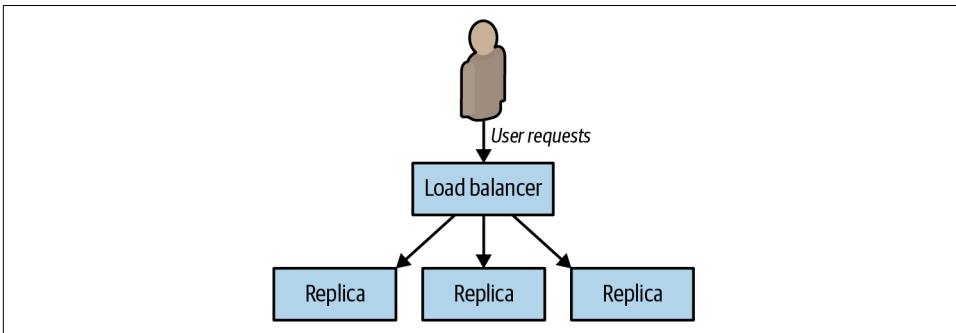 User requests
Load balancer
Replica
Replica
Replica